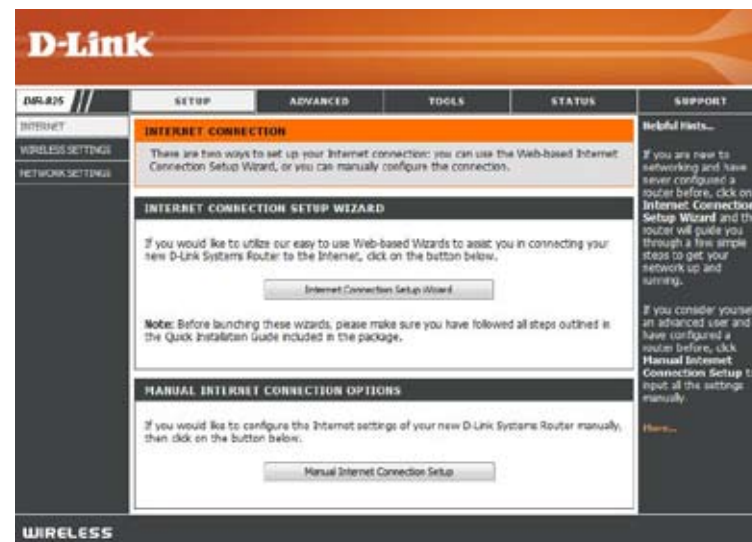 D-Link
DIR-825
SETUP
ADVANCED
TOOLS
STATUS
SUPPORT
INTERNET
WIRELESS SETTINGS
NETWORK SETTINGS
INTERNET CONNECTION
There are two ways to set up your Internet connection: you can use the Web-based Internet
Connection Setup Wizard, or you can manually configure the connection.
INTERNET CONNECTION SETUP WIZARD
If you would like to utilize our easy to use Web-based Wizards to assist you in connecting your
new D-Link Systems Router to the Internet, click on the button below.
Internet Connection Setup Wizard
Note: Before launching these wizards, please make sure you have followed all steps outlined in
the Quick Installation Guide included in the package.
MANUAL INTERNET CONNECTION OPTIONS
If you would like to configure the Internet settings of your new D-Link Systems Router manually,
then click on the button below.
Manual Internet Connection Setup
Helpful Hints...
If you are new to
networking and have
never configured a
router before, click on
Internet Connection
Setup Wizard and th
router will guide you
through a few simple
steps to get your
network up and
running.
If you consider yourse
an advanced user and
have configured a
router before, click
Manual Internet
Connection Setup t
input all the settings
manually.
More...
WIRELESS